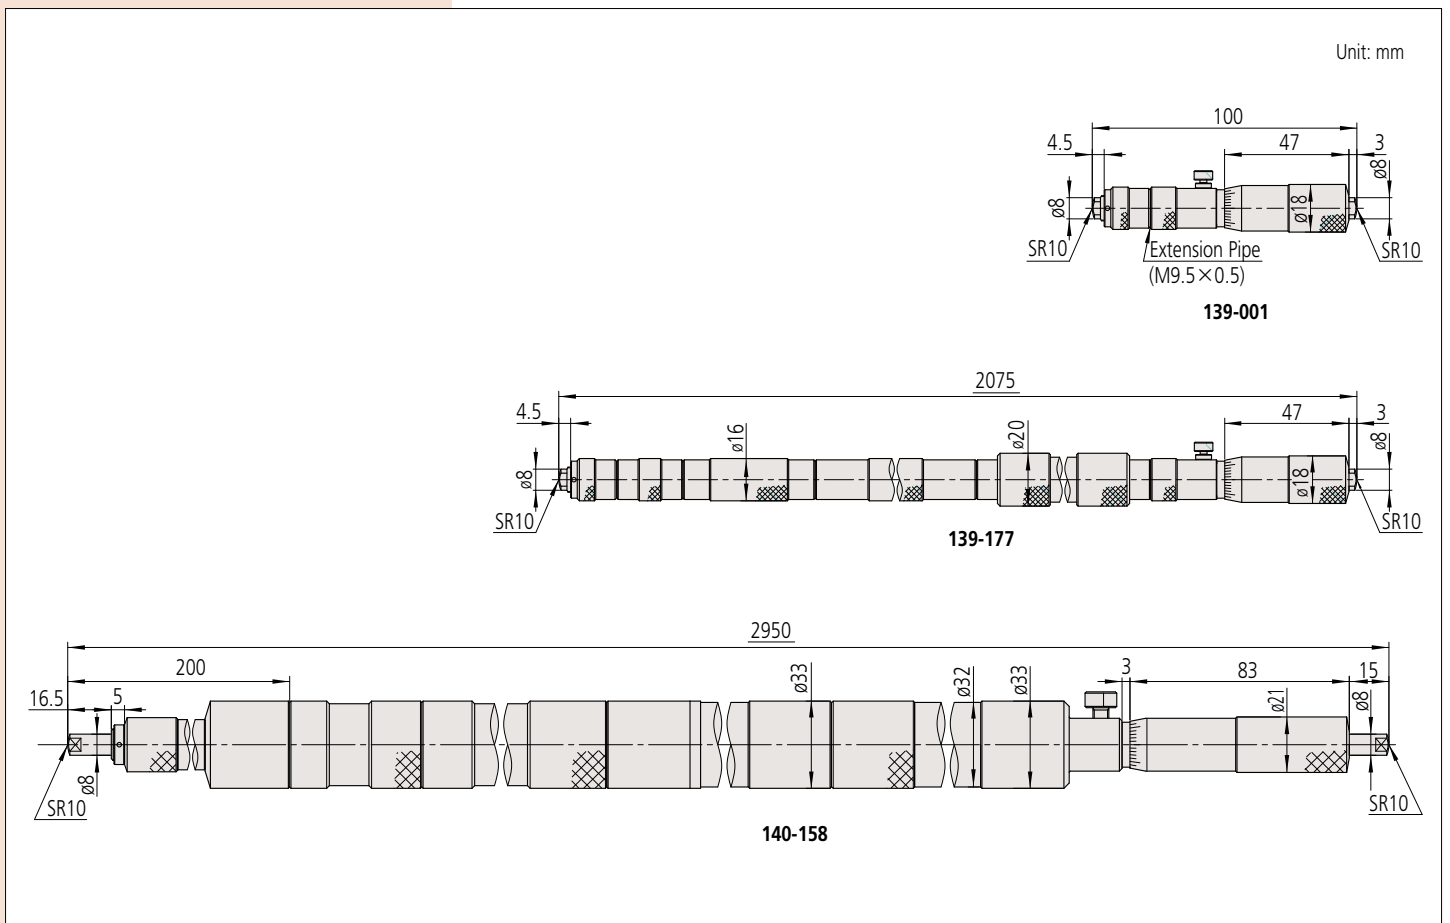 Unit: mm
100
4.5
47
3
ø8
ø8
ø18
SR10
Extension Pipe
(M9.5×0.5)
SR10
139-001
2075
4.5
ø16
ø20
47
3
ø8
ø8
ø18
SR10
SR10
139-177
2950
200
16.5
5
ø33
ø32
ø33
3
83
15
ø21
ø8
ø8
SR10
SR10
140-158